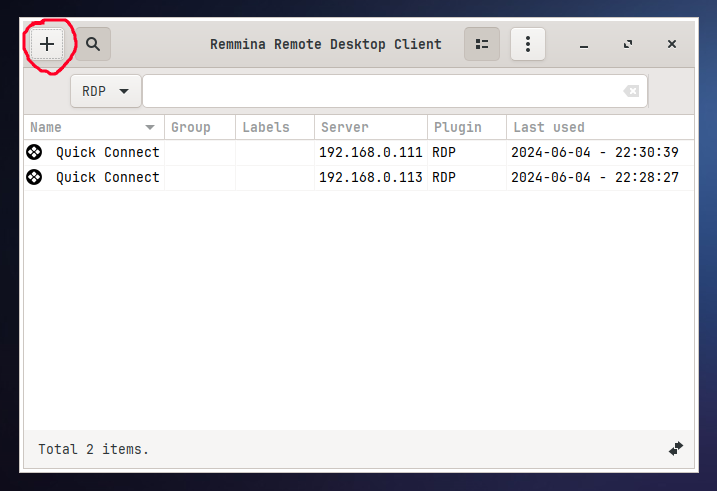 Remmina Remote Desktop Client
RDP
Name Group Labels Server Plugin Last used
Quick Connect 192.168.0.111 RDP 2024-06-04 - 22:30:39
Quick Connect 192.168.0.113 RDP 2024-06-04 - 22:28:27
Total 2 items.